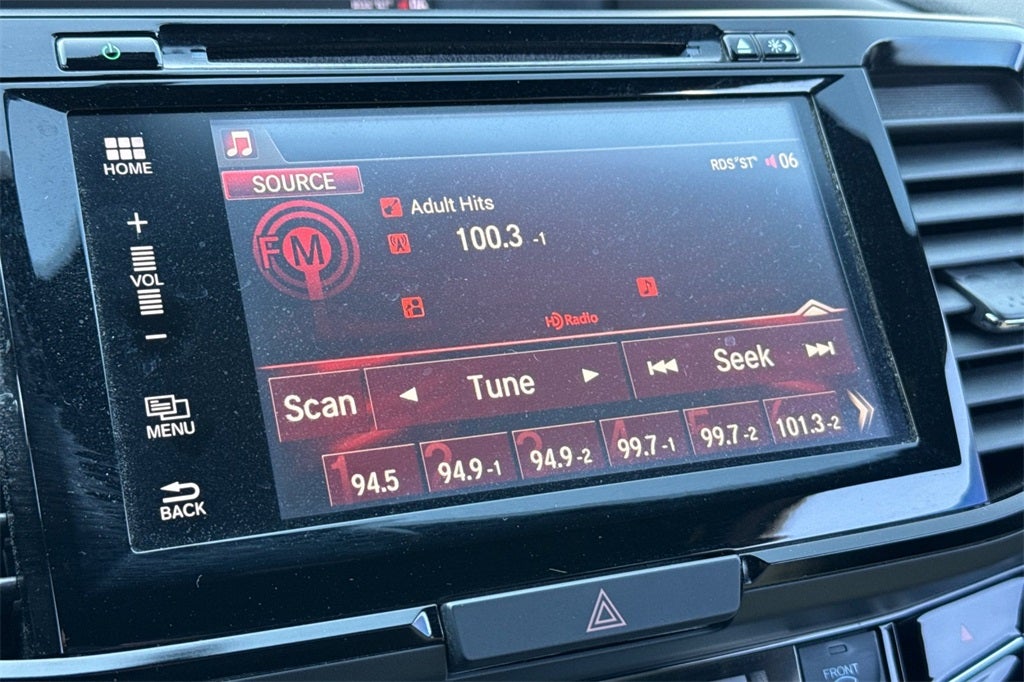 HOME
SOURCE
RDS ST 06
Adult Hits
FM
100.3 -1
VOL
HD Radio
Scan
Tune
Seek
MENU
1 94.5
2 94.9-1
3 94.9-2
4 99.7-1
5 99.7-2
6 101.3-2
BACK
FRONT